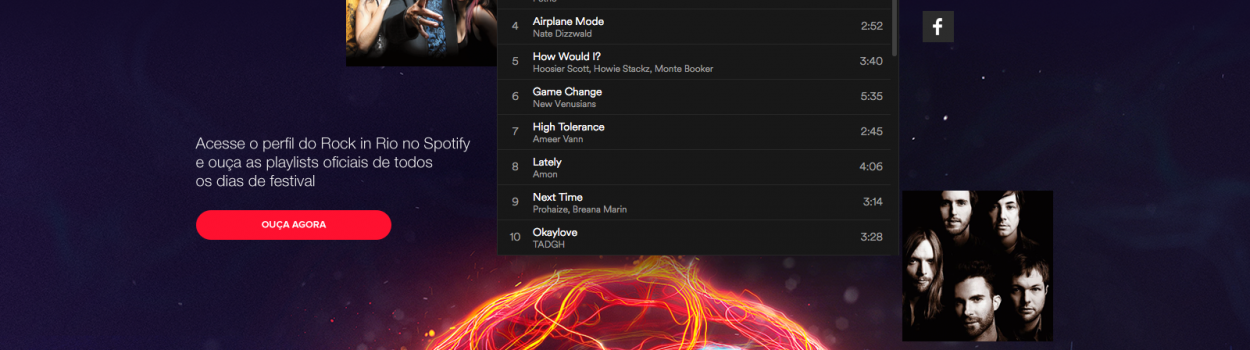 4
Airplane Mode
2:52
Nate Dizzwald
5
How Would I?
3:40
Hoosier Scott, Howie Stackz, Monte Booker
6
Game Change
5:35
New Venusians
7
High Tolerance
2:45
Ameer Vann
8
Lately
4:06
Amon
9
Next Time
3:14
Prohaize, Breana Marin
10
Okaylove
3:28
TADGH
Acesse o perfil do Rock in Rio no Spotify
e ouça as playlists oficiais de todos
os dias de festival
OUÇA AGORA